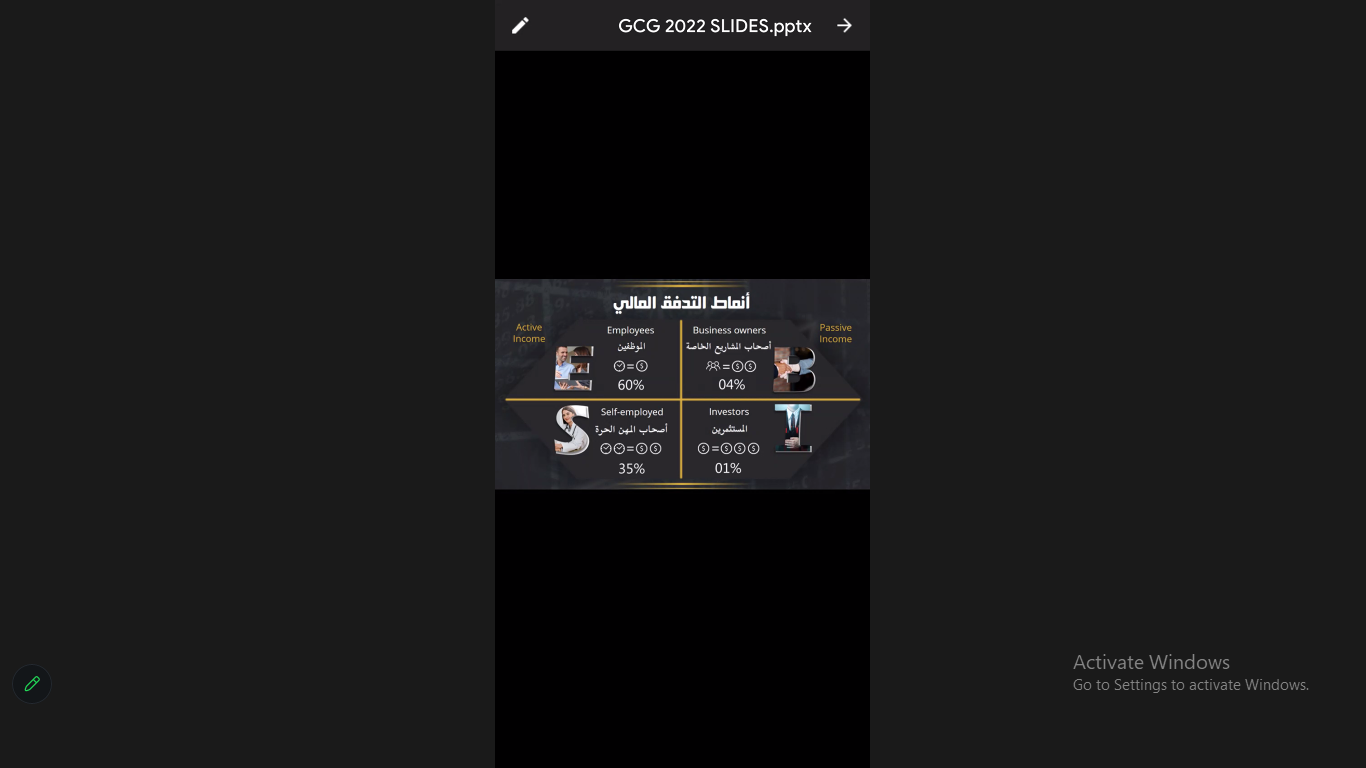 GCG 2022 SLIDES.pptx
أنماط التدفق المالي
Active
Income
Employees
الموظفين
60%
E
Business owners
أصحاب المشاريع الخاصة
04%
B
Passive
Income
Self-employed
أصحاب المهن الحرة
35%
S
Investors
المستثمرين
01%
I
Activate Windows
Go to Settings to activate Windows.